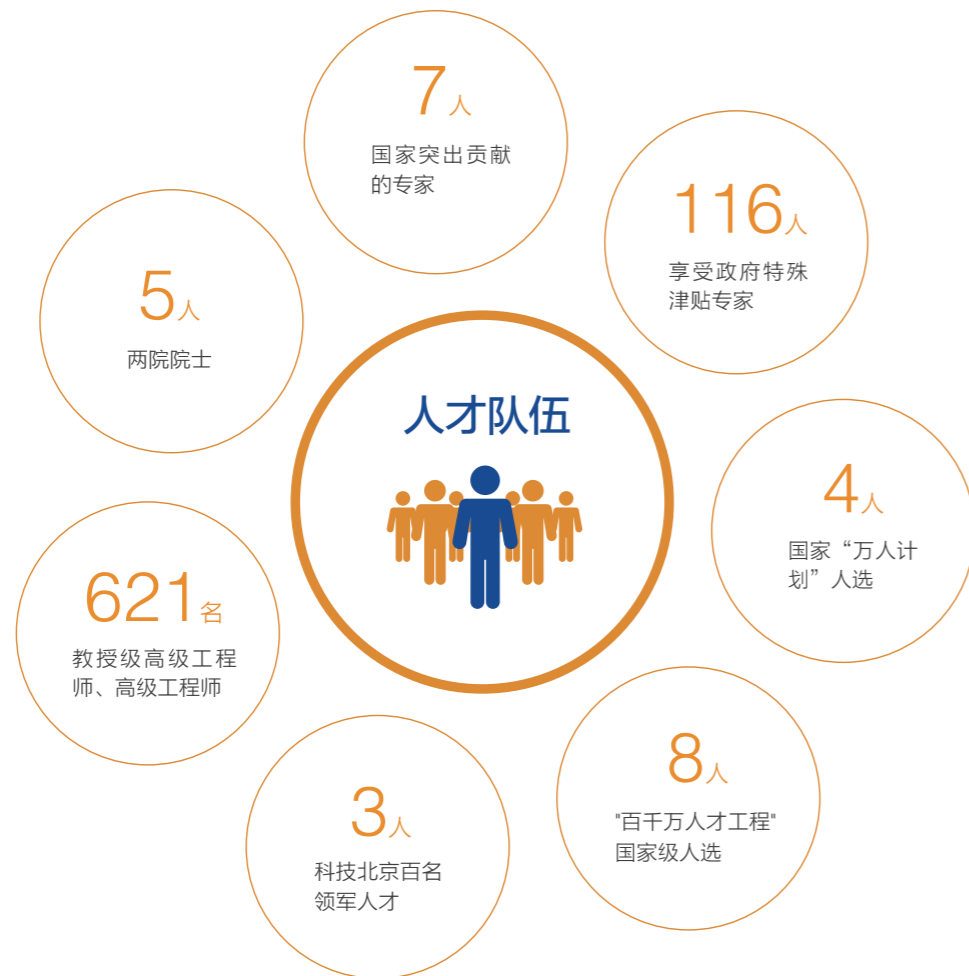 7人
国家突出贡献
的专家
116人
享受政府特殊
津贴专家
5人
两院院士
人才队伍
4人
国家“万人计
划”人选
621名
教授级高级工程
师、高级工程师
8人
"百千万人才工程"
国家级人选
3人
科技北京百名
领军人才